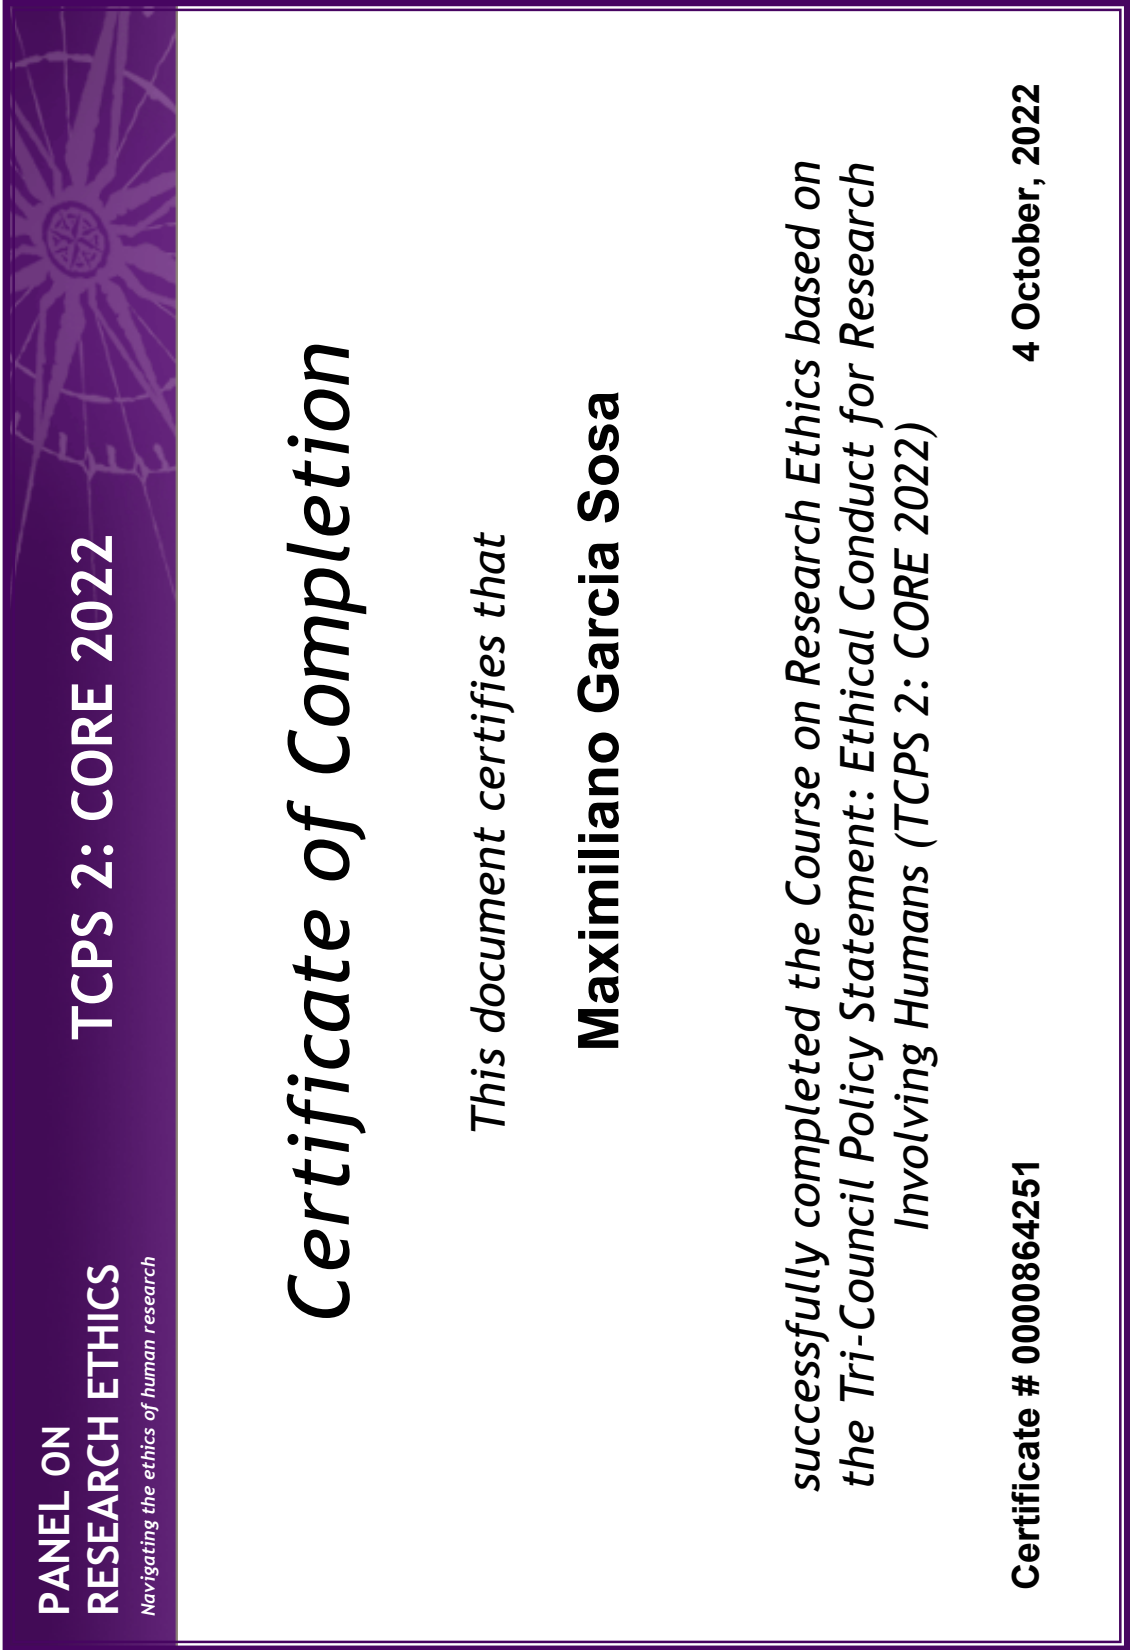 PANEL ON
RESEARCH ETHICS
Navigating the ethics of human research
TCPS 2: CORE 2022
Certificate of Completion
This document certifies that
Maximiliano Garcia Sosa
successfully completed the Course on Research Ethics based on
the Tri-Council Policy Statement: Ethical Conduct for Research
Involving Humans (TCPS 2: CORE 2022)
Certificate # 0000864251
4 October, 2022